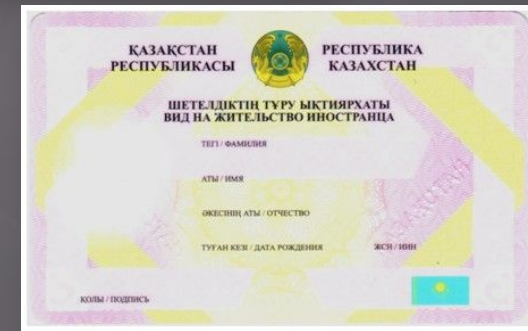 ҚАЗАҚСТАН РЕСПУБЛИКАСЫ
РЕСПУБЛИКА КАЗАХСТАН
ШЕТЕЛДІКТІҢ ТҰРУ ЫҚТИЯРХАТЫ
ВИД НА ЖИТЕЛЬСТВО ИНОСТРАНЦА
ТЕГІ / ФАМИЛИЯ
АТЫ / ИМЯ
ӘКЕСІНІҢ АТЫ / ОТЧЕСТВО
ТУҒАН КЕЗІ / ДАТА РОЖДЕНИЯ ЖСН / ИИН
ҚОЛЫ / ПОДПИСЬ